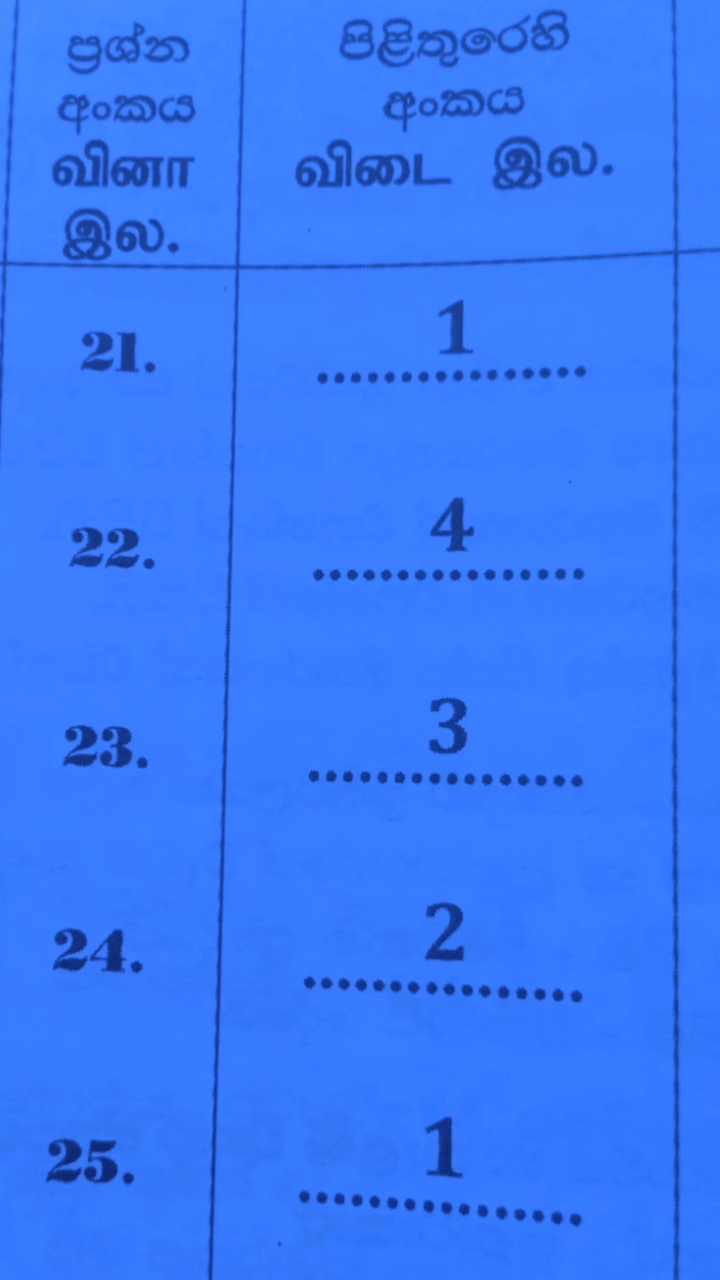 ප්‍රශ්න
අංකය
வினா
இல.
පිළිතුරෙහි
අංකය
விடை இல.
21. 1
22. 4
23. 3
24. 2
25. 1